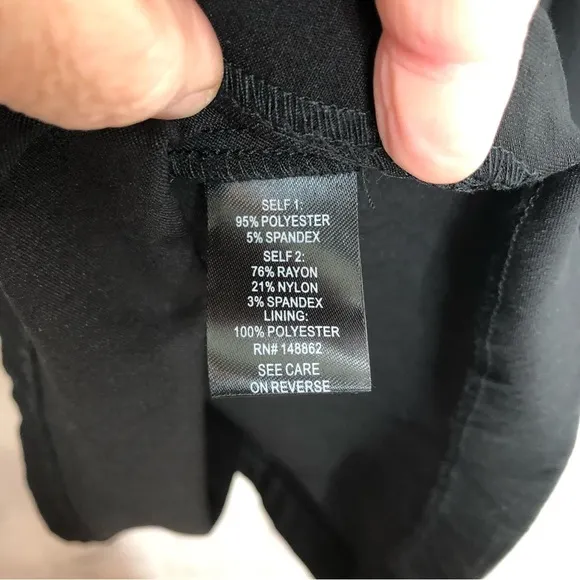 SELF 1:
95% POLYESTER
5% SPANDEX
SELF 2:
76% RAYON
21% NYLON
3% SPANDEX
LINING:
100% POLYESTER
RN# 148862
SEE CARE
ON REVERSE